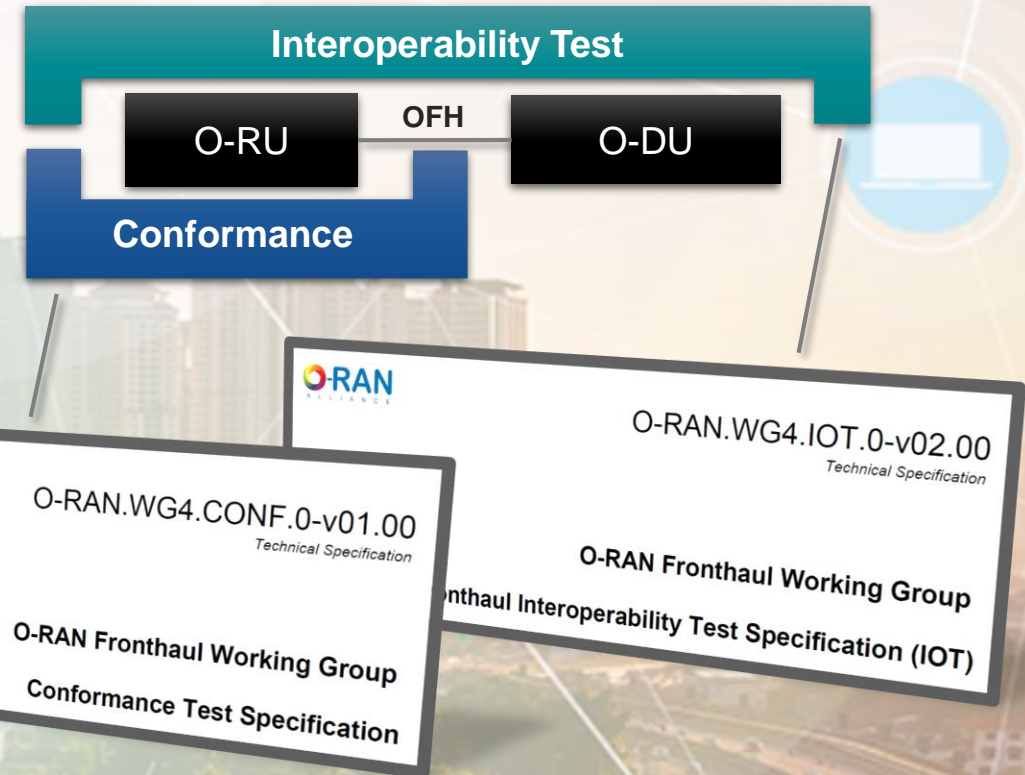 Interoperability Test
O-RU
OFH
O-DU
Conformance
O-RAN
ALLIANCE
O-RAN.WG4.IOT.0-v02.00
Technical Specification
O-RAN Fronthaul Working Group
onthaul Interoperability Test Specification (IOT)
O-RAN.WG4.CONF.0-v01.00
Technical Specification
O-RAN Fronthaul Working Group
Conformance Test Specification